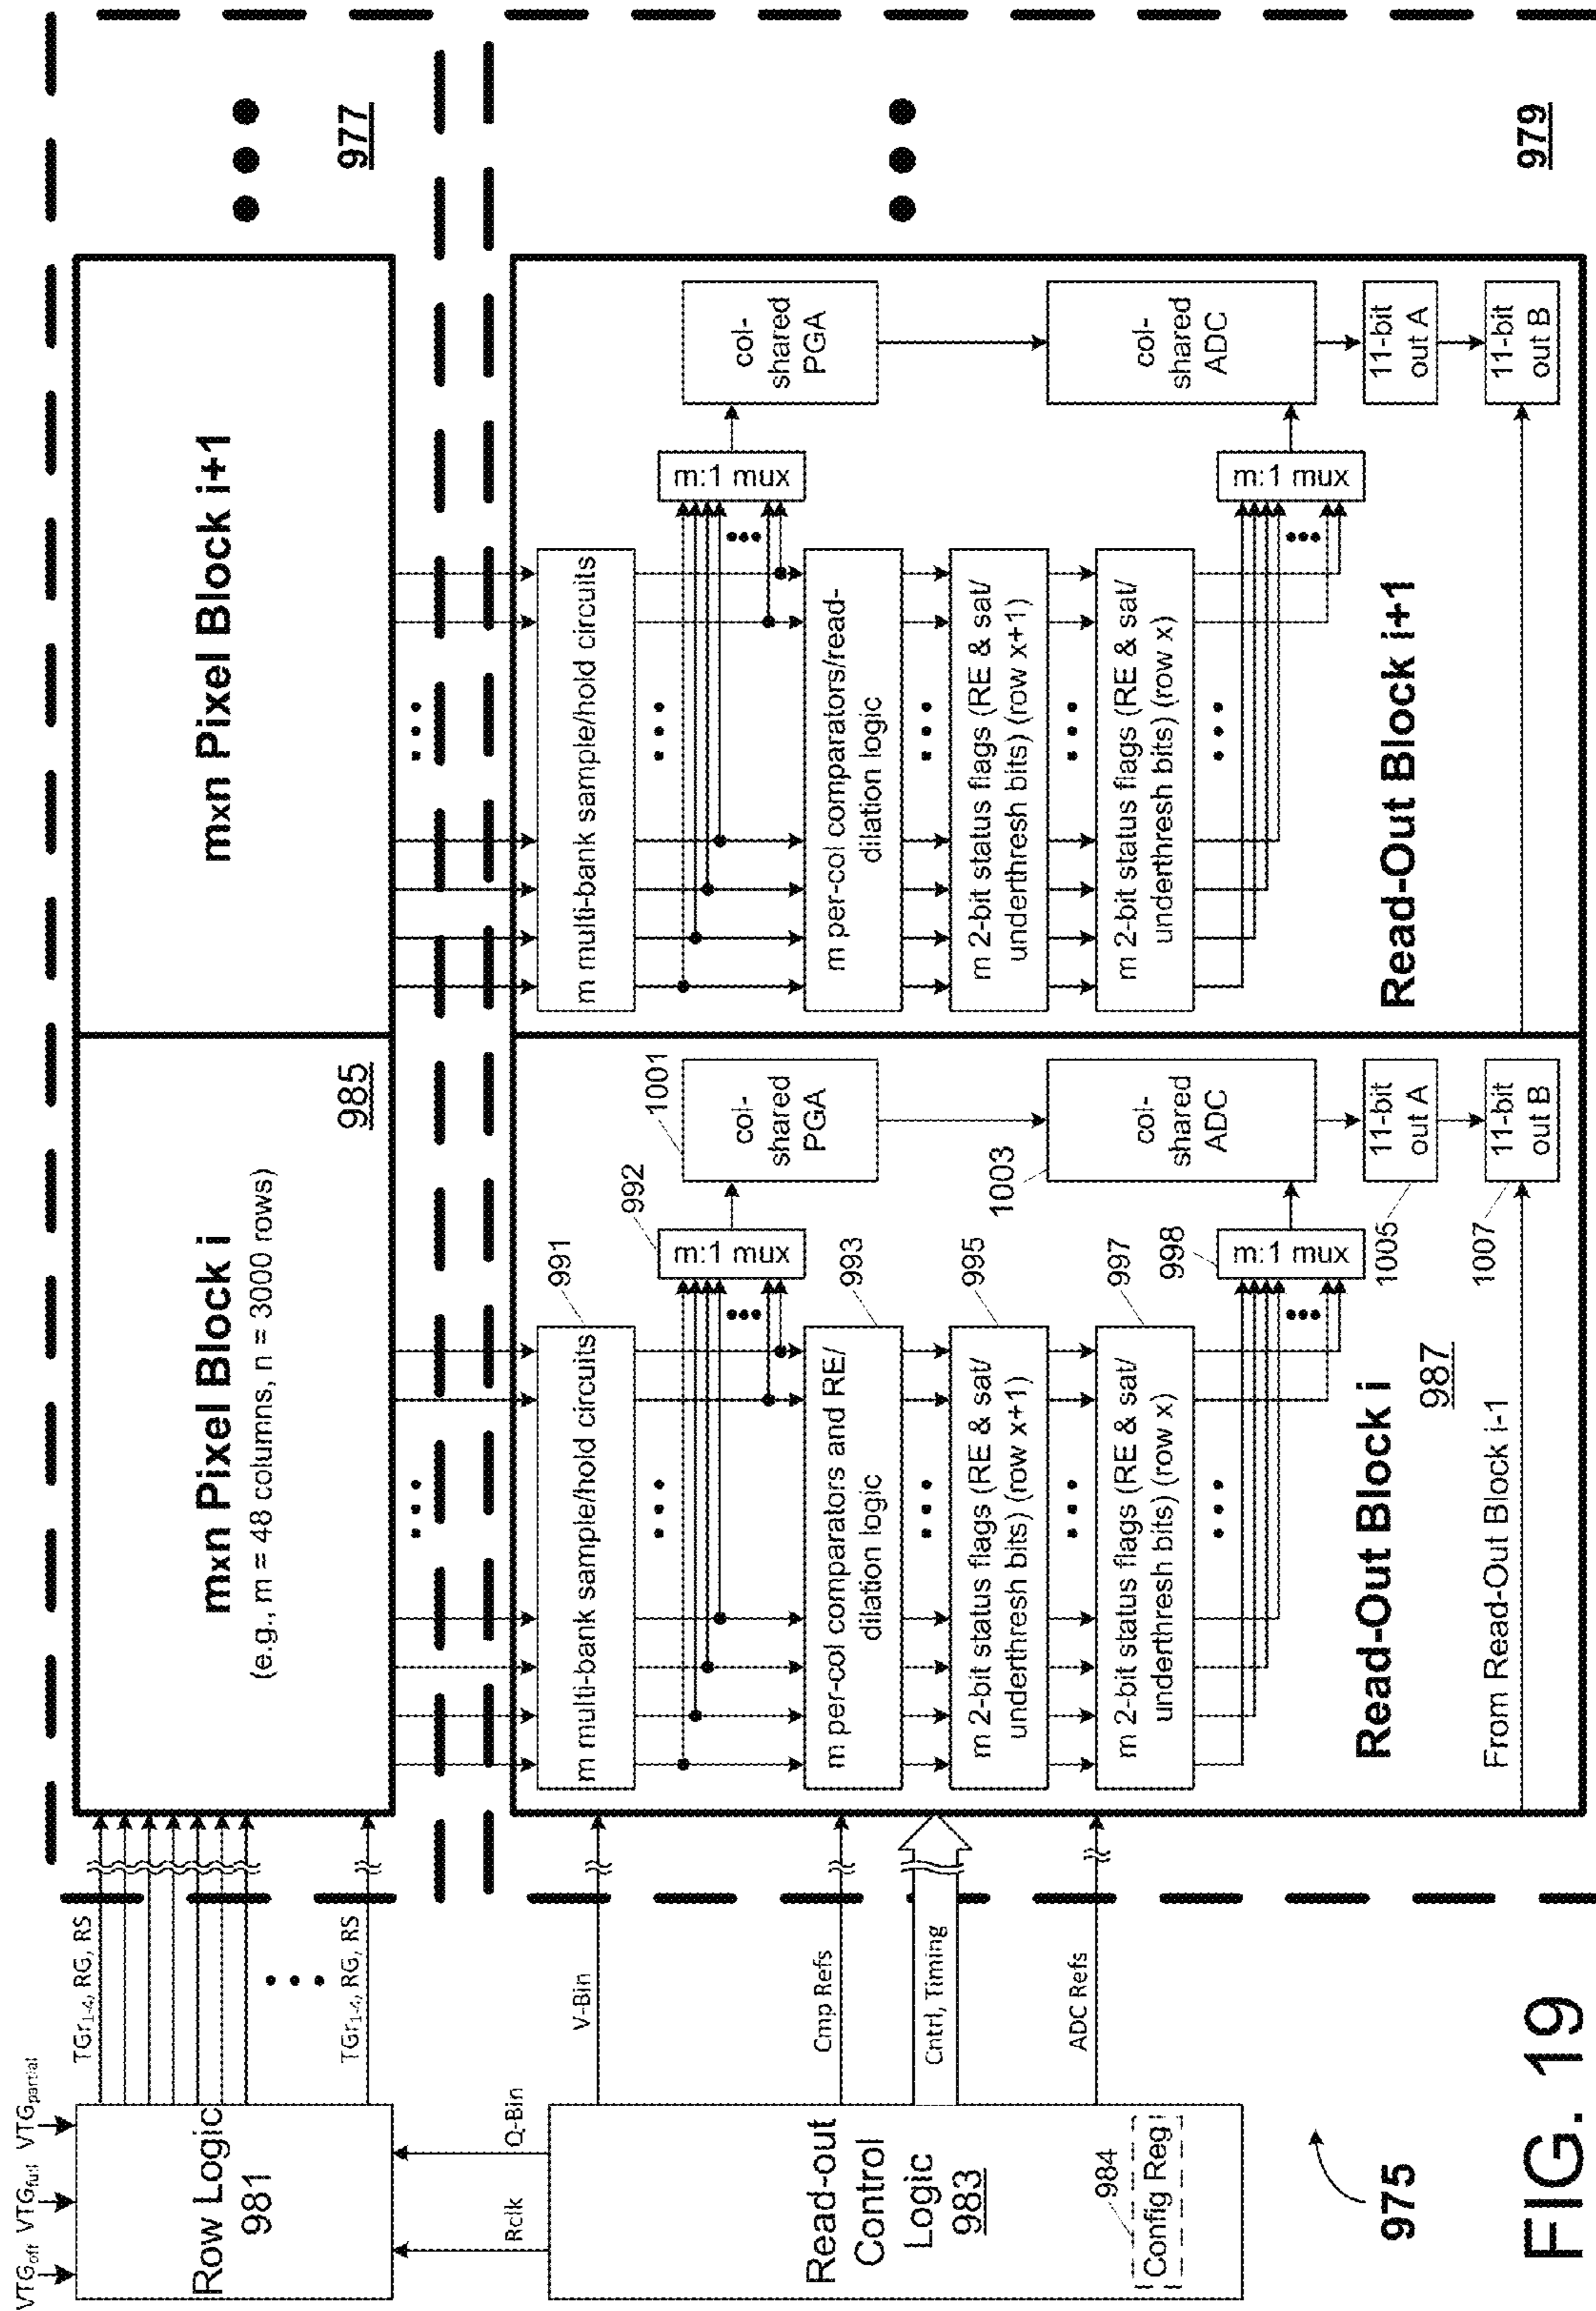 VTGoff VTGfull VTGpartial
Row Logic
981
TGr1-4, RG, RS
TGr1-4, RG, RS
Rclk
Q-Bin
Read-out
Control
Logic
983
984
Config Reg
V-Bin
Cmp Refs
Cntrl, Timing
ADC Refs
975
FIG. 19
mxn Pixel Block i
(e.g., m = 48 columns, n = 3000 rows)
985
mxn Pixel Block i+1
977
m multi-bank sample/hold circuits
991
m:1 mux
992
col-
shared
PGA
1001
m per-col comparators and RE/
dilation logic
993
m 2-bit status flags (RE & sat/
underthresh bits) (row x+1)
995
m 2-bit status flags (RE & sat/
underthresh bits) (row x)
997
m:1 mux
998
col-
shared
ADC
1003
11-bit
out A
1005
11-bit
out B
1007
Read-Out Block i
987
From Read-Out Block i-1
m multi-bank sample/hold circuits
m:1 mux
col-
shared
PGA
m per-col comparators/read-
dilation logic
m 2-bit status flags (RE & sat/
underthresh bits) (row x+1)
m 2-bit status flags (RE & sat/
underthresh bits) (row x)
m:1 mux
col-
shared
ADC
11-bit
out A
11-bit
out B
Read-Out Block i+1
979